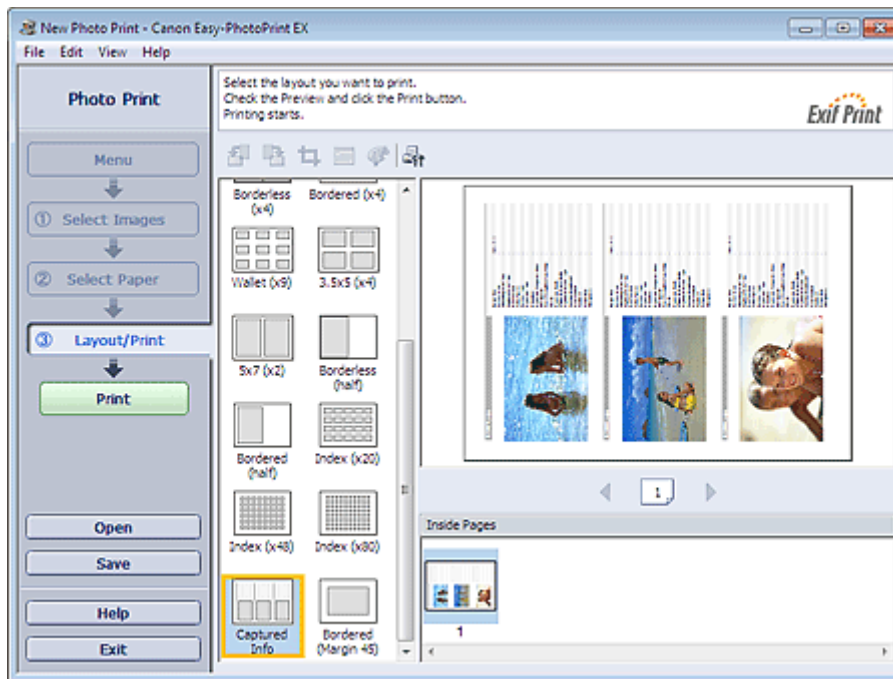 New Photo Print - Canon Easy-PhotoPrint EX
File Edit View Help
Photo Print
Select the layout you want to print.
Check the Preview and click the Print button.
Printing starts.
Exif Print
Menu
① Select Images
② Select Paper
③ Layout/Print
Print
Open
Save
Help
Exit
Borderless
(x4)
Bordered (x4)
Wallet (x9)
3.5x5 (x4)
5x7 (x2)
Borderless
(half)
Bordered
(half)
Index (x20)
Index (x48)
Index (x80)
Captured
Info
Bordered
(Margin 45)
1
Inside Pages
1